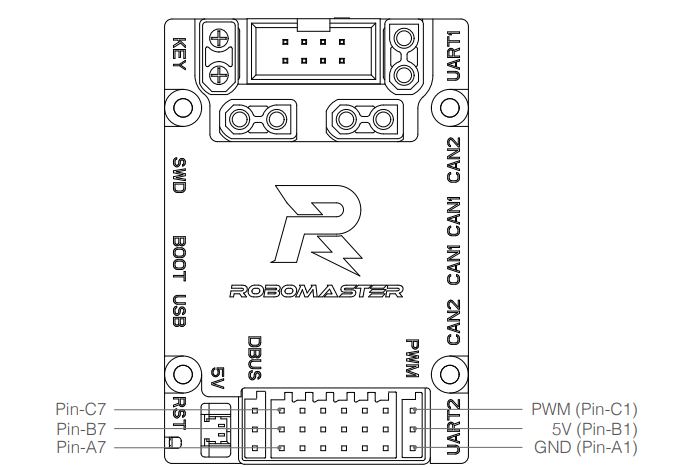 KEY
UART1
SWD
CAN2
CAN1
BOOT
CAN1
USB
CAN2
ROBOMASTER
DBUS
PWM
5V
RST
UART2
Pin-C7
Pin-B7
Pin-A7
PWM (Pin-C1)
5V (Pin-B1)
GND (Pin-A1)